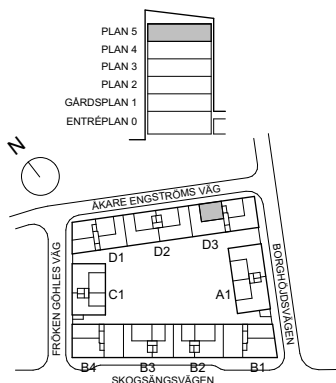 PLAN 5
PLAN 4
PLAN 3
PLAN 2
GÅRDSPLAN 1
ENTRÉPLAN 0
N
ÅKARE ENGSTRÖMS VÄG
D1
D2
D3
FRÖKEN GÖHLES VÄG
BORGHÖJDSVÄGEN
C1
A1
B4
B3
B2
B1
SKOGSÄNGSVÄGEN